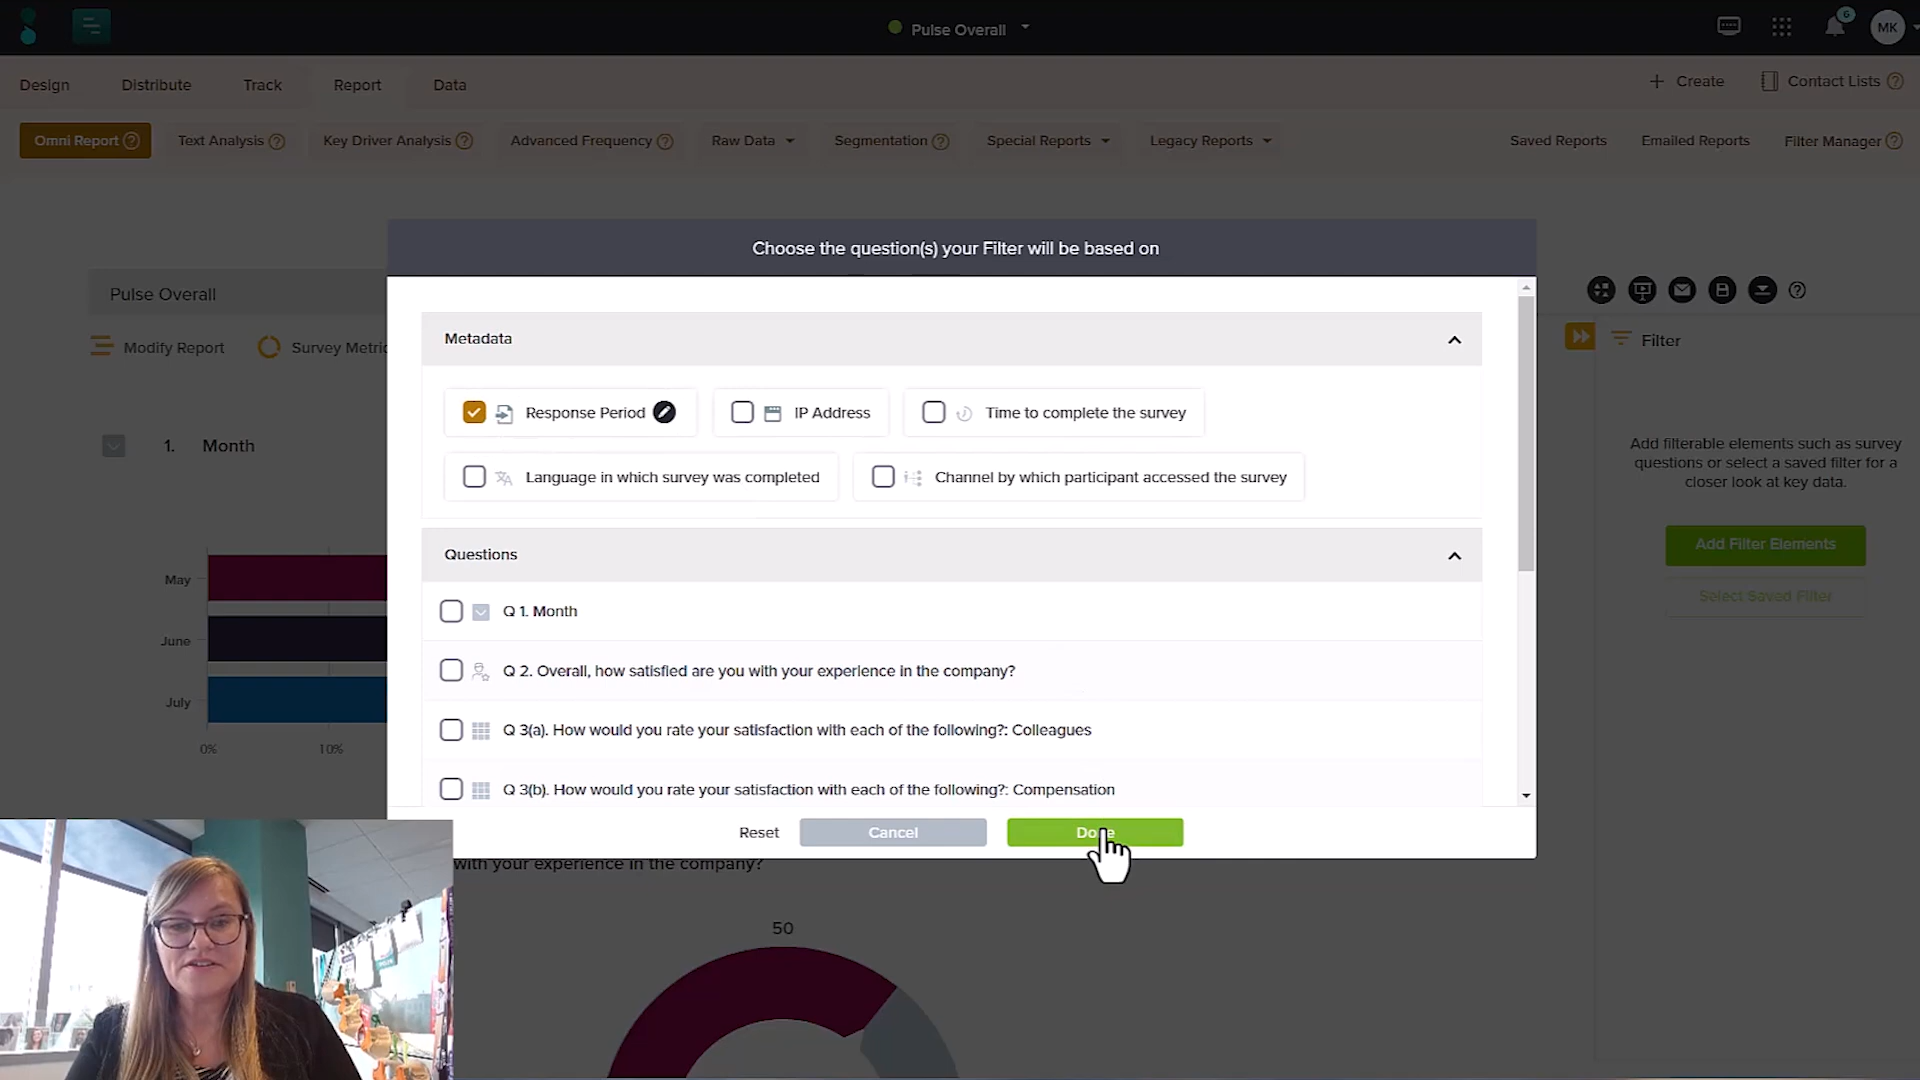 Pulse Overall
6
MK
Design
Distribute
Track
Report
Data
Create
Contact Lists
Omni Report
Text Analysis
Key Driver Analysis
Advanced Frequency
Raw Data
Segmentation
Special Reports
Legacy Reports
Saved Reports
Emailed Reports
Filter Manager
Choose the question(s) your Filter will be based on
Pulse Overall
Modify Report
Survey
Filter
Metadata
Response Period
IP Address
Time to complete the survey
Language in which survey was completed
Channel by which participant accessed the survey
1. Month
Add filterable elements such as survey
questions or select a saved filter for a
closer look at key data.
Add Filter Elements
Select Saved Filter
Questions
Q 1. Month
Q 2. Overall, how satisfied are you with your experience in the company?
Q 3(a). How would you rate your satisfaction with each of the following?: Colleagues
Q 3(b). How would you rate your satisfaction with each of the following?: Compensation
May
June
July
0%
10%
Reset
Cancel
Done
with your experience in the company?
50